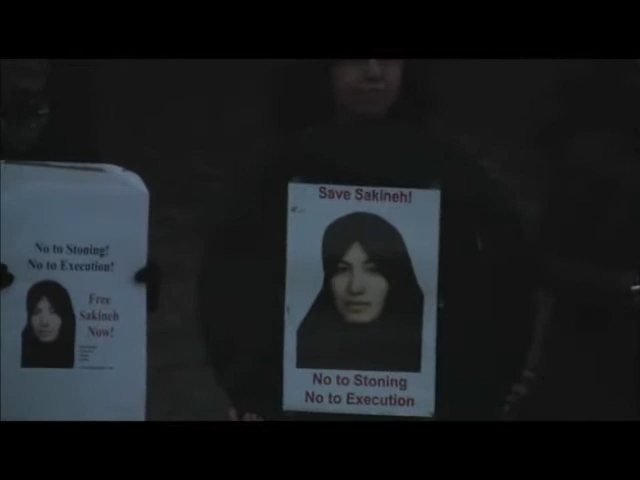 No to Stoning!
No to Execution!
Free
Sakineh
Now!
Save Sakineh!
No to Stoning
No to Execution